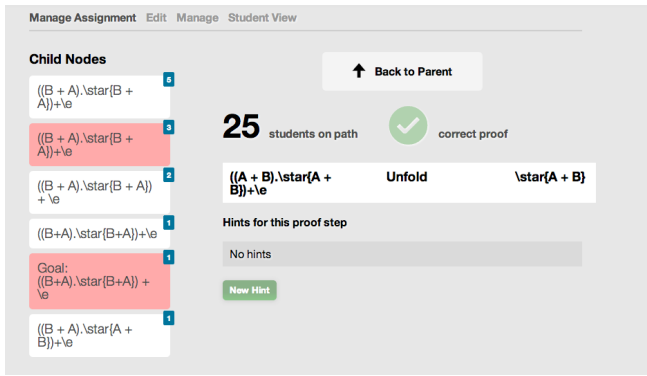 Manage Assignment Edit Manage Student View
Child Nodes
5
((B + A).\star{B +
A})+\e
3
((B + A).\star{B +
A})+\e
2
((B + A).\star{B + A})
+ \e
1
((B+A).\star{B+A})+\e
1
Goal:
((B+A).\star{B+A}) +
\e
1
((B + A).\star{A +
B})+\e
Back to Parent
25 students on path
correct proof
((A + B).\star{A +
B})+\e
Unfold
\star{A + B}
Hints for this proof step
No hints
New Hint